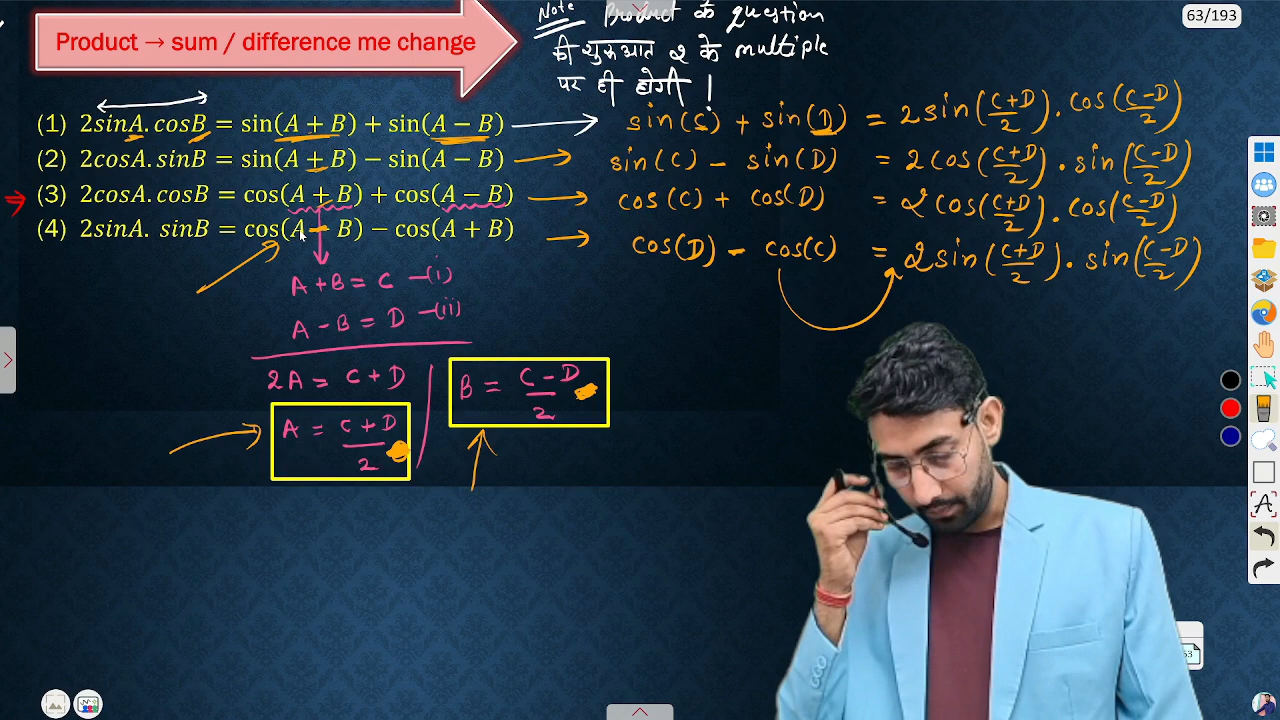 Product → sum / difference me change
Note Product के question
की शुरुआत 2 के multiple
पर ही होगी !
63/193
(1) 2sinA.cosB = sin(A + B) + sin(A − B)
sin(C) + sin(D) = 2sin(C+D/2).cos(C−D/2)
(2) 2cosA.sinB = sin(A + B) − sin(A − B)
sin(C) − sin(D) = 2cos(C+D/2).sin(C−D/2)
(3) 2cosA.cosB = cos(A + B) + cos(A − B)
cos(C) + cos(D) = 2cos(C+D/2).cos(C−D/2)
(4) 2sinA. sinB = cos(A − B) − cos(A + B)
cos(D) − cos(C) = 2sin(C+D/2).sin(C−D/2)
A+B = C −(i)
A−B = D −(ii)
2A = C+D
A = C+D/2
B = C−D/2
63